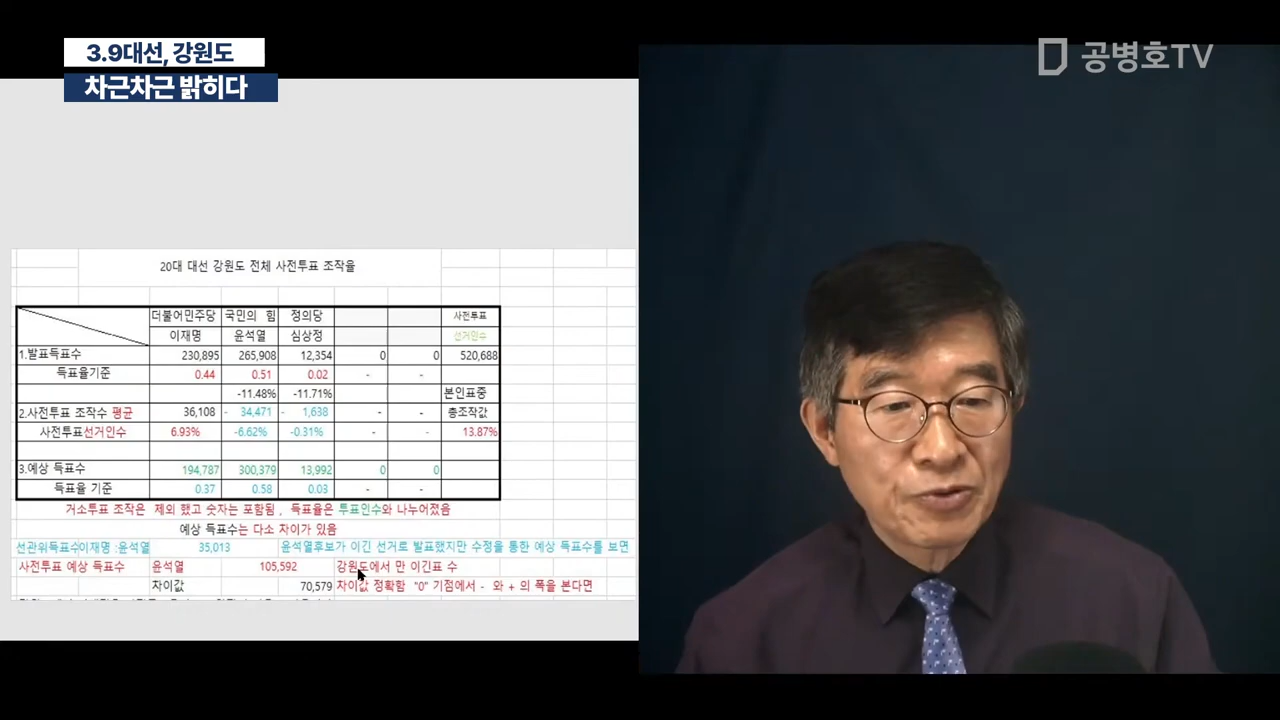 3.9대선, 강원도
차근차근 밝히다
공병호TV
20대 대선 강원도 전체 사전투표 조작율
더불어민주당 국민의 힘 정의당 사전투표
이재명 윤석열 심상정 선거인수
1.발표득표수 230,895 265,908 12,354 0 0 520,688
득표율기준 0.44 0.51 0.02 - -
-11.48% -11.71% 본인표중
2.사전투표 조작수 평균 36,108 - 34,471 - 1,638 - - 총조작값
사전투표선거인수 6.93% -6.62% -0.31% - - 13.87%
3.예상 득표수 194,787 300,379 13,992 0 0
득표율 기준 0.37 0.58 0.03 - -
거소투표 조작은 제외 했고 숫자는 포함됨 , 득표율은 투표인수와 나누어졌음
예상 득표수는 다소 차이가 있음
선관위득표수이재명 :윤석열 35,013 윤석열후보가 이긴 선거로 발표했지만 수정을 통한 예상 득표수를 보면
사전투표 예상 득표수 윤석열 105,592 강원도에서 만 이긴표 수
차이값 70,579 차이값 정확함 "0" 기점에서 - 와 + 의 폭을 본다면